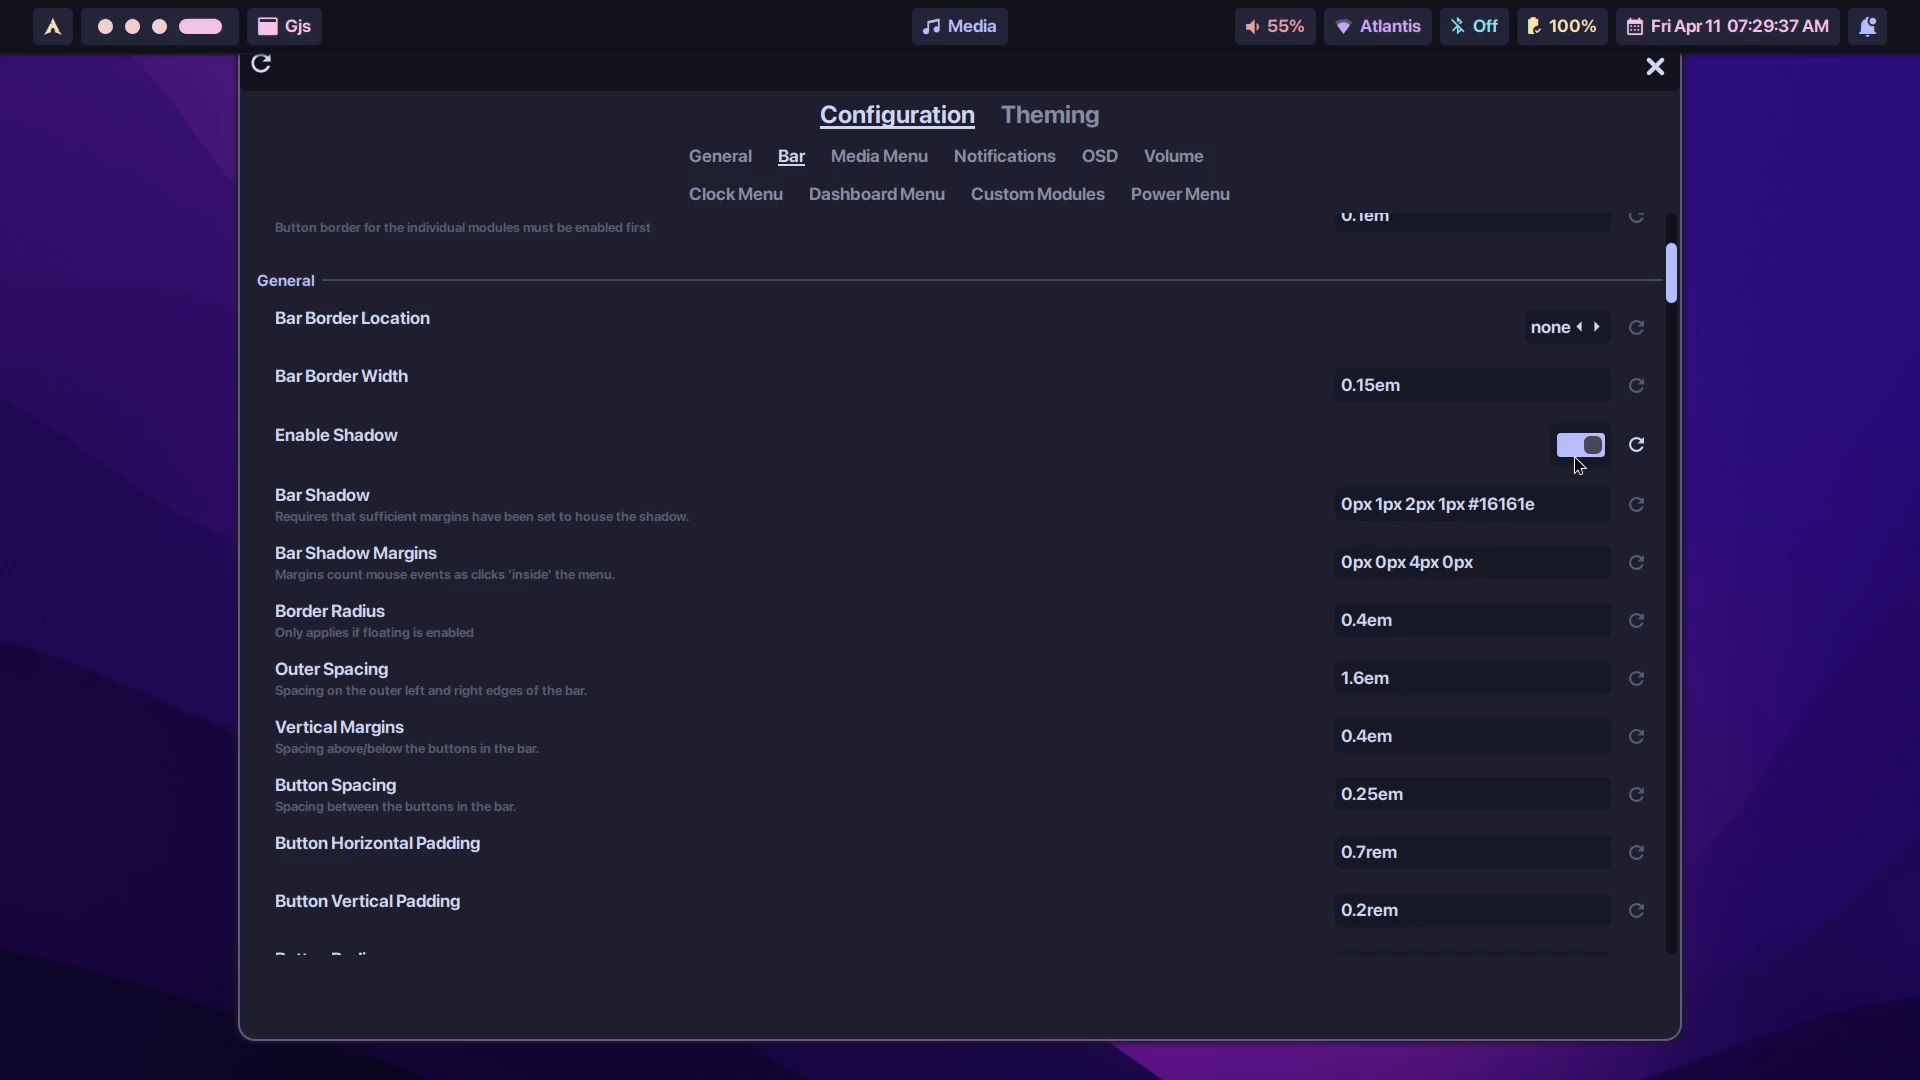 Gjs
Media
55%
Atlantis
Off
100%
Fri Apr 11 07:29:37 AM
Configuration Theming
General Bar Media Menu Notifications OSD Volume
Clock Menu Dashboard Menu Custom Modules Power Menu
Button border for the individual modules must be enabled first
0.1em
General
Bar Border Location
none
Bar Border Width
0.15em
Enable Shadow
Bar Shadow
Requires that sufficient margins have been set to house the shadow.
0px 1px 2px 1px #16161e
Bar Shadow Margins
Margins count mouse events as clicks 'inside' the menu.
0px 0px 4px 0px
Border Radius
Only applies if floating is enabled
0.4em
Outer Spacing
Spacing on the outer left and right edges of the bar.
1.6em
Vertical Margins
Spacing above/below the buttons in the bar.
0.4em
Button Spacing
Spacing between the buttons in the bar.
0.25em
Button Horizontal Padding
0.7rem
Button Vertical Padding
0.2rem